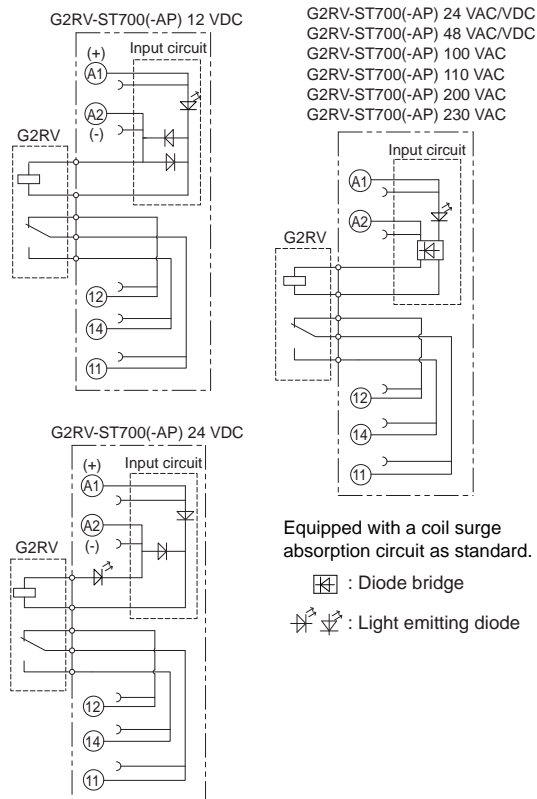 G2RV-ST700(-AP) 12 VDC
(+)
Input circuit
A1
A2
(-)
G2RV
12
14
11
G2RV-ST700(-AP) 24 VDC
(+)
Input circuit
A1
A2
(-)
G2RV
12
14
11
G2RV-ST700(-AP) 24 VAC/VDC
G2RV-ST700(-AP) 48 VAC/VDC
G2RV-ST700(-AP) 100 VAC
G2RV-ST700(-AP) 110 VAC
G2RV-ST700(-AP) 200 VAC
G2RV-ST700(-AP) 230 VAC
Input circuit
A1
A2
G2RV
12
14
11
Equipped with a coil surge
absorption circuit as standard.
: Diode bridge
: Light emitting diode